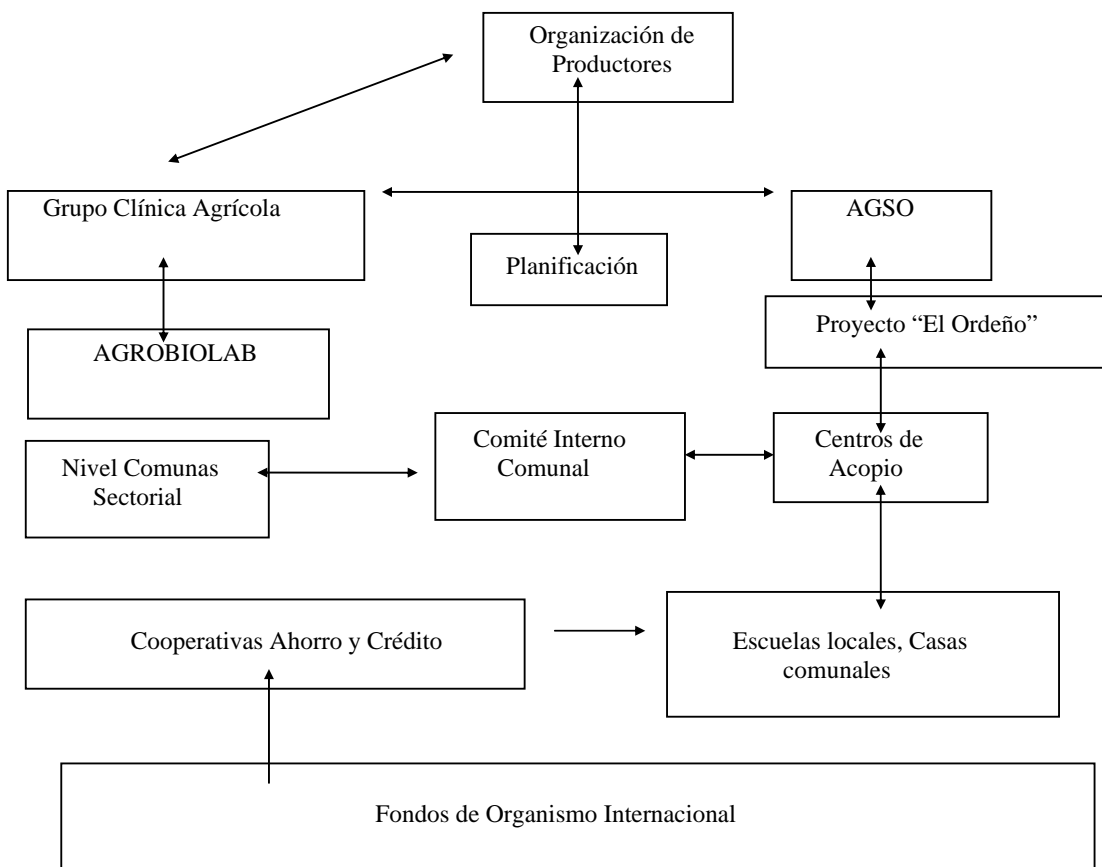 Organización de
Productores
Grupo Clínica Agrícola
AGSO
Planificación
Proyecto “El Ordeño”
AGROBIOLAB
Comité Interno
Comunal
Centros de
Acopio
Nivel Comunas
Sectorial
Cooperativas Ahorro y Crédito
Escuelas locales, Casas
comunales
Fondos de Organismo Internacional